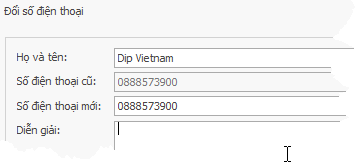 Đổi số điện thoại
Họ và tên: Dip Vietnam
Số điện thoại cũ: 0888573900
Số điện thoại mới: 0888573900
Diễn giải: